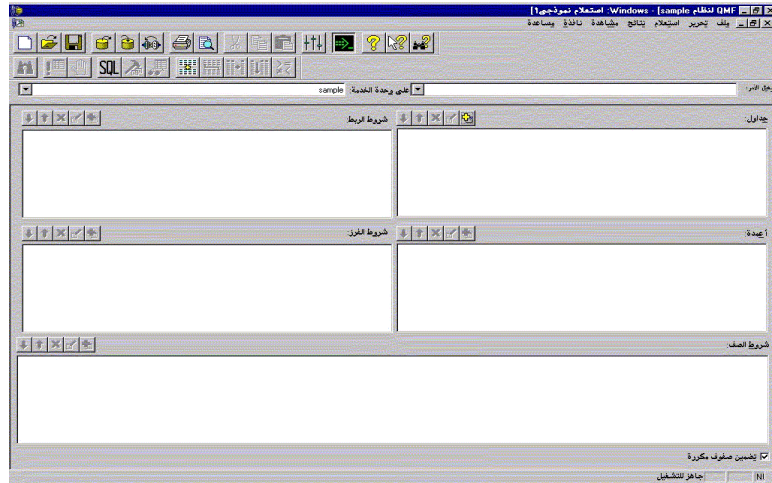 QMF لنظام Windows - [sample: استعلام نموذجي1]
ملف تحرير استعلام نتائج مشاهدة نافذة مساعدة
SQL
على وحدة الخدمة: sample
جداول:
شروط الربط:
أعمدة:
شروط الفرز:
شروط الصف:
تضمين صفوف مكررة
جاهز للتشغيل